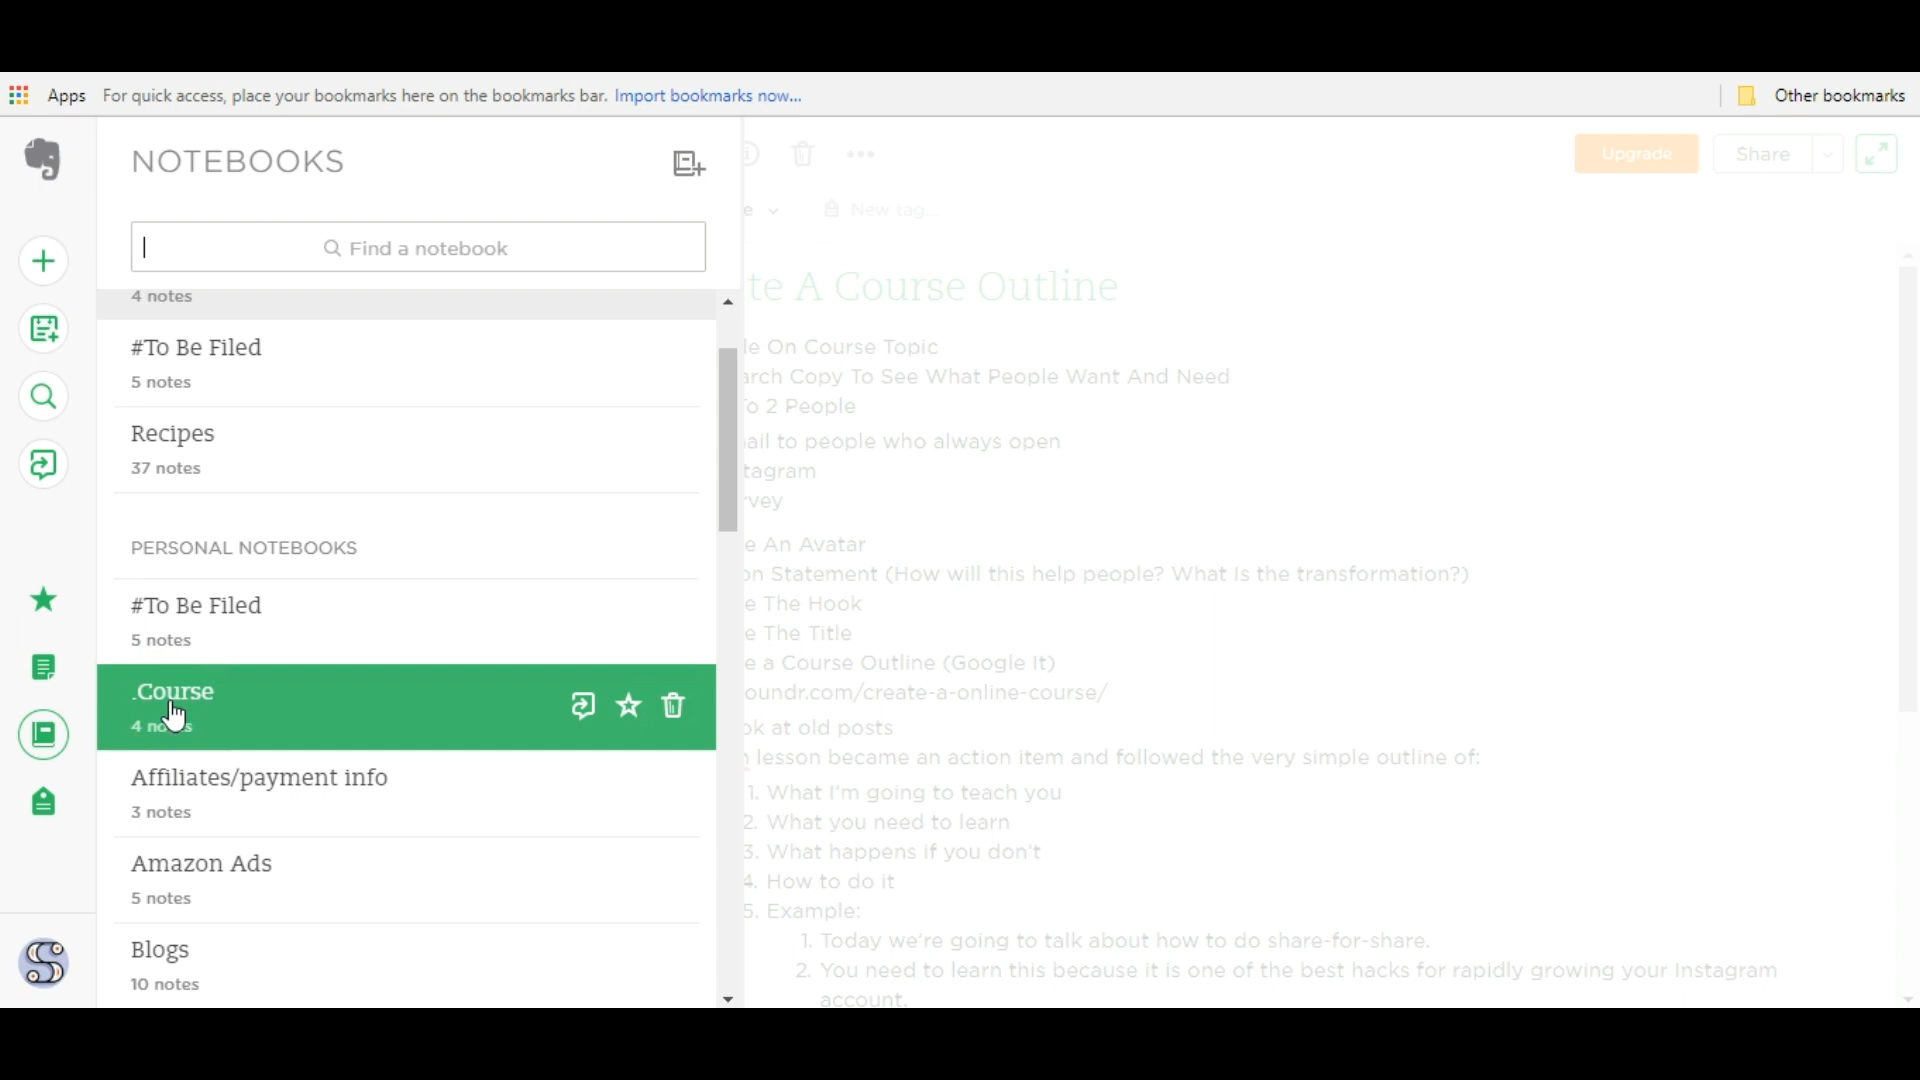 Apps For quick access, place your bookmarks here on the bookmarks bar. Import bookmarks now...
Other bookmarks
NOTEBOOKS
Find a notebook
4 notes
#To Be Filed
5 notes
Recipes
37 notes
PERSONAL NOTEBOOKS
#To Be Filed
5 notes
.Course
4
Affiliates/payment info
3 notes
Amazon Ads
5 notes
Blogs
10 notes
Upgrade
Share
New tag...
A Course Outline
On Course Topic
Copy To See What People Want And Need
2 People
to people who always open
An Avatar
Statement (How will this help people? What Is the transformation?)
The Hook
The Title
a Course Outline (Google It)
oundr.com/create-a-online-course/
at old posts
lesson became an action item and followed the very simple outline of:
1. What I'm going to teach you
2. What you need to learn
3. What happens if you don't
4. How to do it
5. Example:
1. Today we're going to talk about how to do share-for-share.
2. You need to learn this because it is one of the best hacks for rapidly growing your Instagram
account.